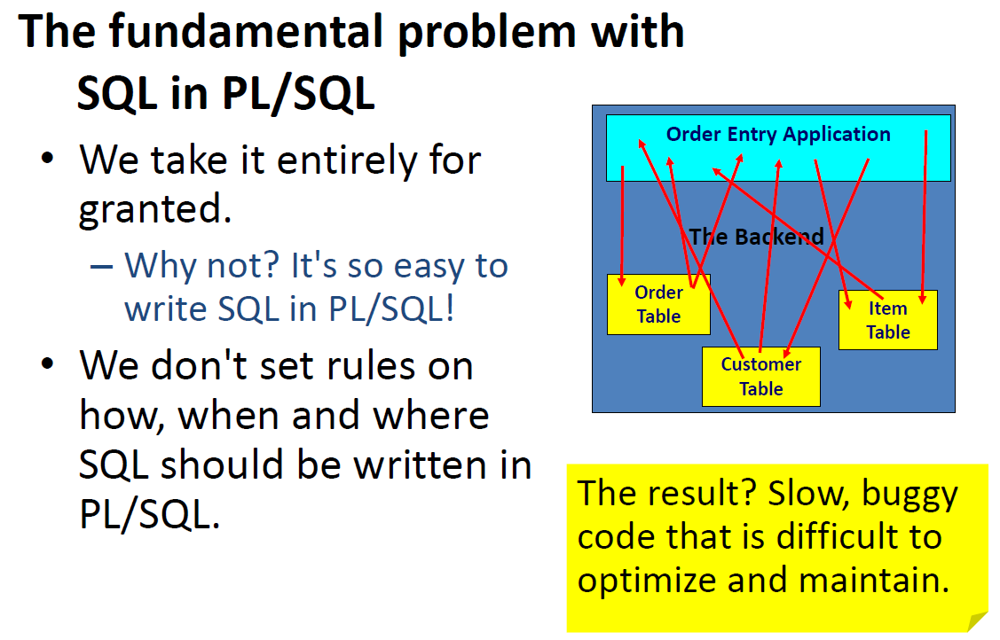 The fundamental problem with
SQL in PL/SQL
• We take it entirely for
granted.
– Why not? It's so easy to
write SQL in PL/SQL!
• We don't set rules on
how, when and where
SQL should be written in
PL/SQL.
Order Entry Application
The Backend
Order
Table
Item
Table
Customer
Table
The result? Slow, buggy
code that is difficult to
optimize and maintain.